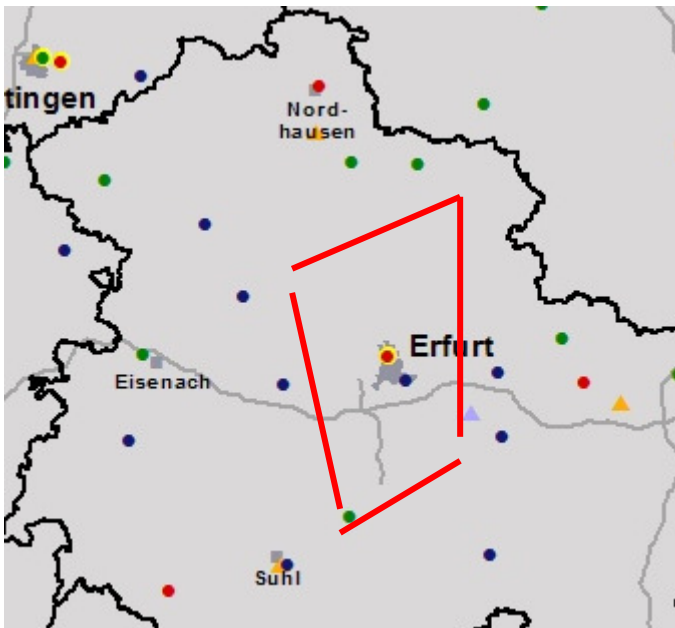 tingen
Nord-
hausen
Erfurt
Eisenach
Suhl